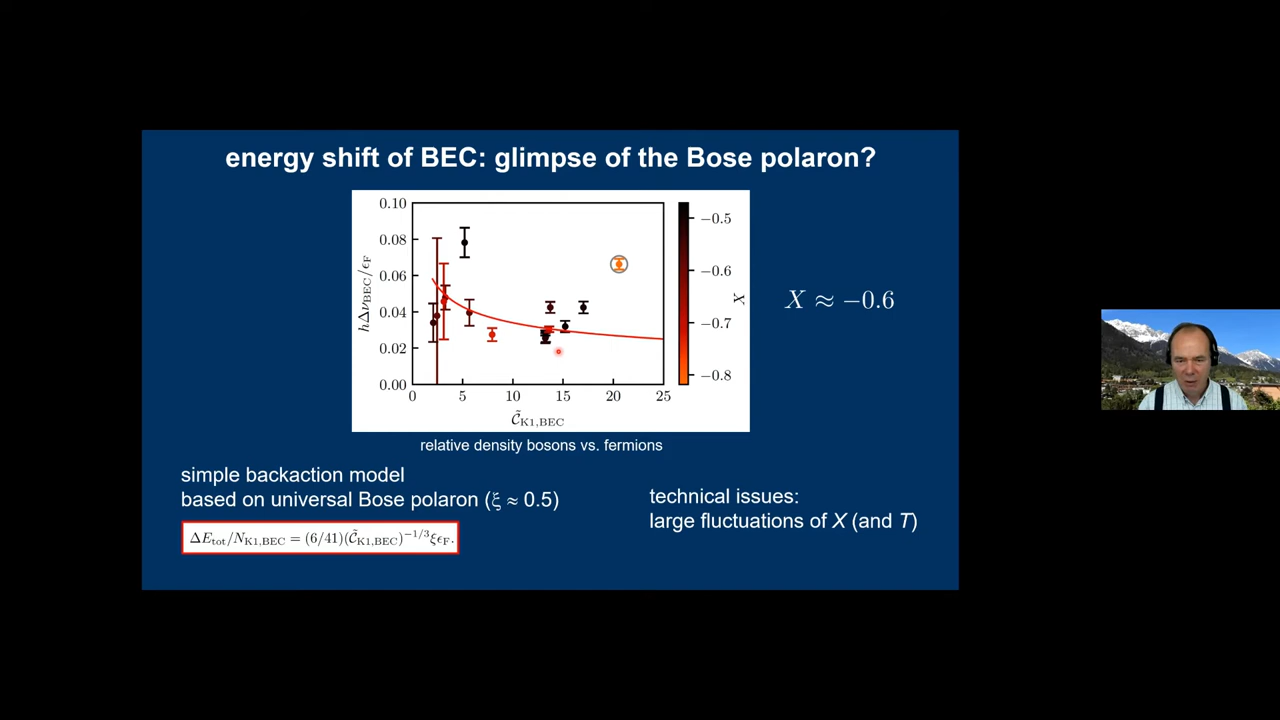 energy shift of BEC: glimpse of the Bose polaron?
0.10
0.08
0.06
0.04
0.02
0.00
hΔν_BEC/ϵ_F
0 5 10 15 20 25
C̃_K1,BEC
−0.5
−0.6
−0.7
−0.8
X
X ≈ −0.6
relative density bosons vs. fermions
simple backaction model
based on universal Bose polaron (ξ ≈ 0.5)
ΔE_tot/N_K1,BEC = (6/41)(C̃_K1,BEC)^−1/3 ξϵ_F.
technical issues:
large fluctuations of X (and T)